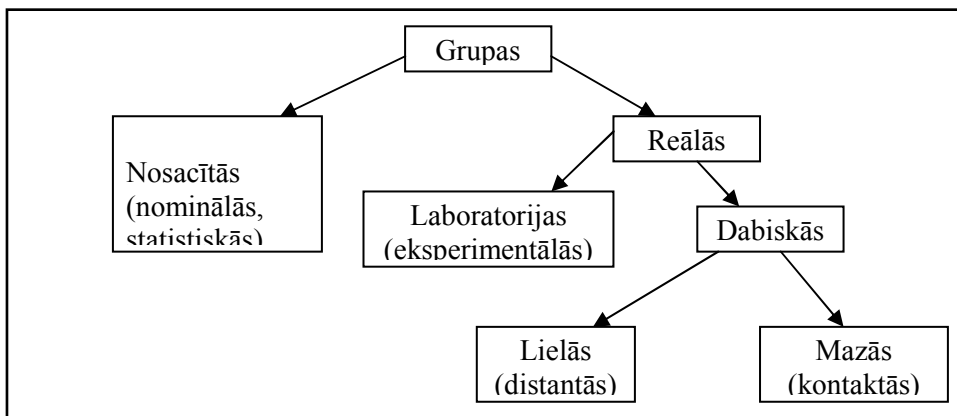 Grupas
Nosacītās
(nominālās,
statistiskās)
Reālās
Laboratorijas
(eksperimentālās)
Dabiskās
Lielās
(distantās)
Mazās
(kontaktās)